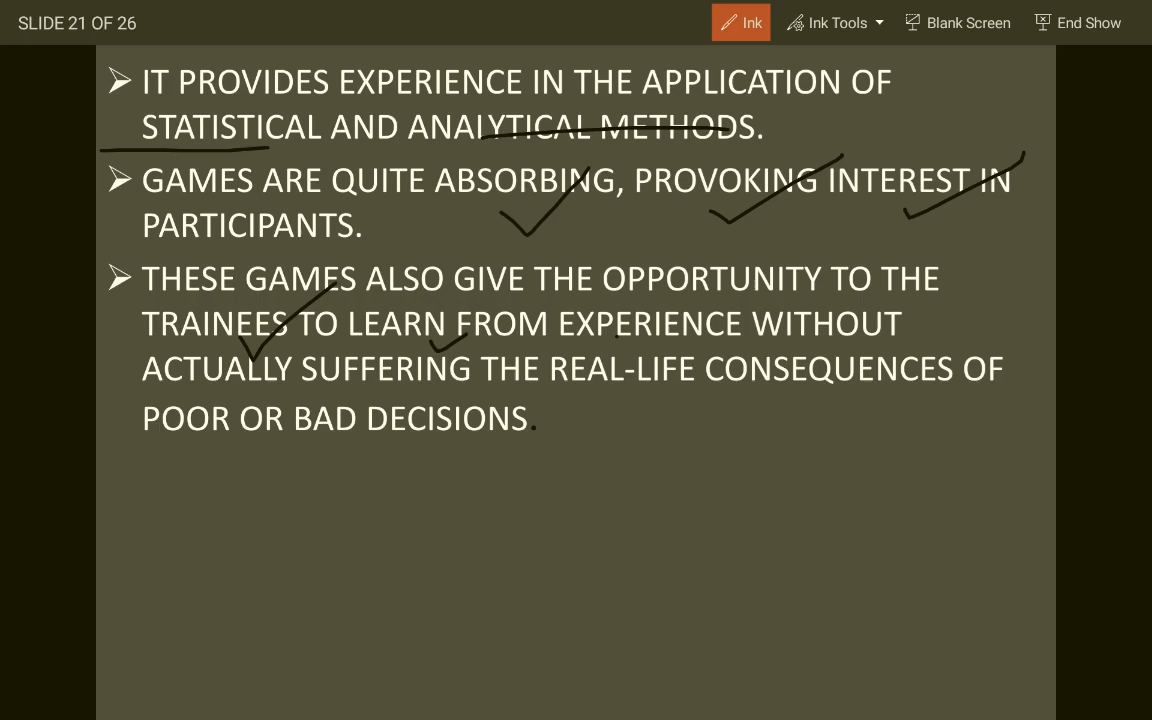 SLIDE 21 OF 26
Ink
Ink Tools
Blank Screen
End Show
IT PROVIDES EXPERIENCE IN THE APPLICATION OF
STATISTICAL AND ANALYTICAL METHODS.
GAMES ARE QUITE ABSORBING, PROVOKING INTEREST IN
PARTICIPANTS.
THESE GAMES ALSO GIVE THE OPPORTUNITY TO THE
TRAINEES TO LEARN FROM EXPERIENCE WITHOUT
ACTUALLY SUFFERING THE REAL-LIFE CONSEQUENCES OF
POOR OR BAD DECISIONS.